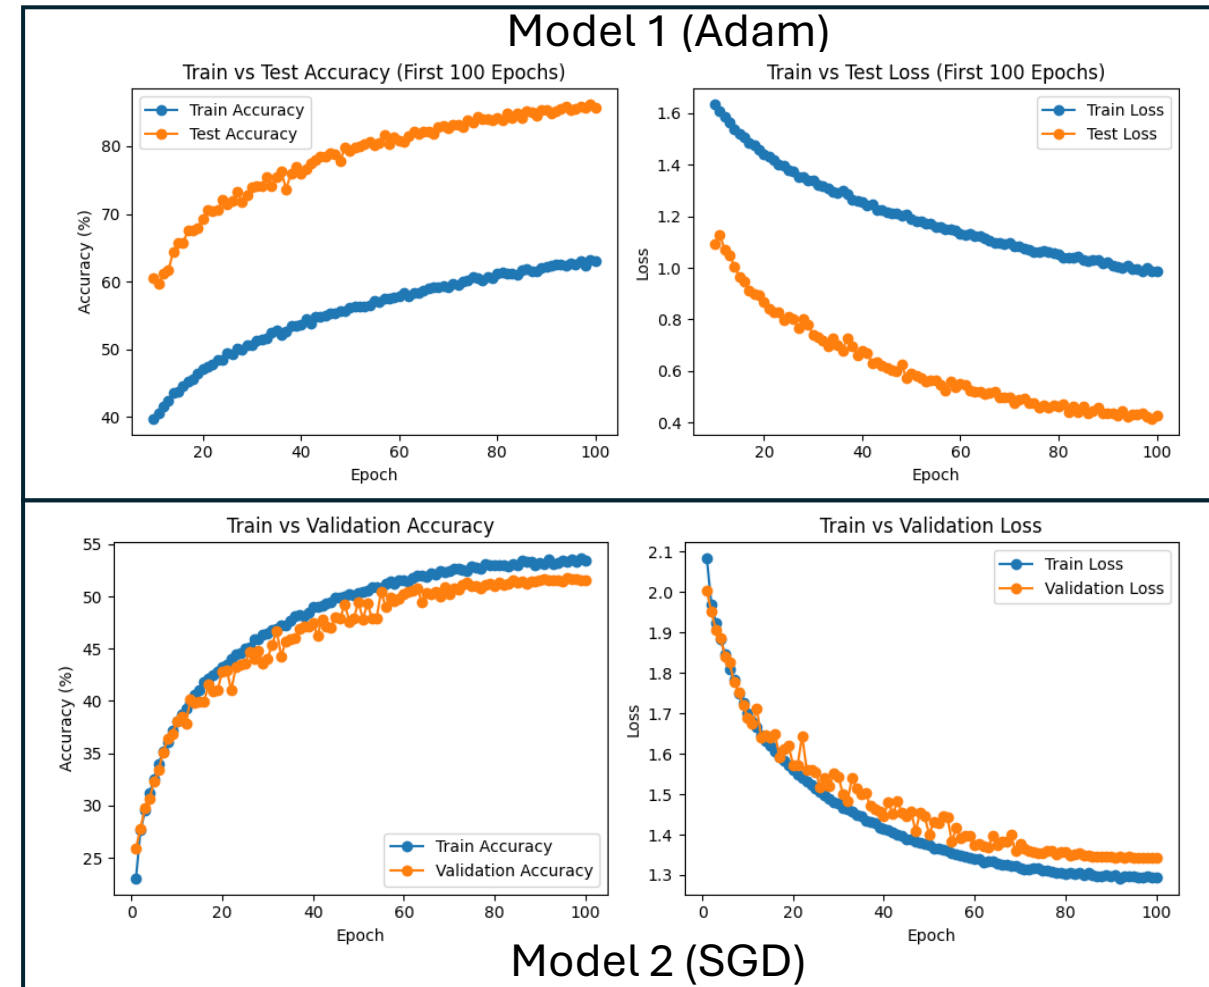 Model 1 (Adam)
Train vs Test Accuracy (First 100 Epochs)
Train Accuracy
Test Accuracy
80
70
60
50
40
Accuracy (%)
20 40 60 80 100
Epoch
Train vs Test Loss (First 100 Epochs)
Train Loss
Test Loss
1.6
1.4
1.2
1.0
0.8
0.6
0.4
Loss
20 40 60 80 100
Epoch
Train vs Validation Accuracy
55
50
45
40
35
30
25
Accuracy (%)
Train Accuracy
Validation Accuracy
0 20 40 60 80 100
Epoch
Train vs Validation Loss
Train Loss
Validation Loss
2.1
2.0
1.9
1.8
1.7
1.6
1.5
1.4
1.3
Loss
0 20 40 60 80 100
Epoch
Model 2 (SGD)